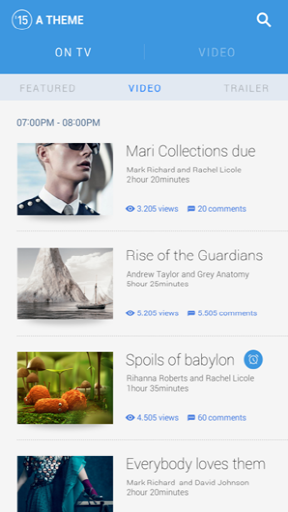 '15 A THEME
ON TV
VIDEO
FEATURED
VIDEO
TRAILER
07:00PM - 08:00PM
Mari Collections due
Mark Richard and Rachel Licole
2hour 20minutes
3.205 views
20 comments
Rise of the Guardians
Andrew Taylor and Grey Anatomy
5hour 25minutes
5.205 views
5.505 comments
Spoils of babylon
Rihanna Roberts and Rachel Licole
1hour 35minutes
4.505 views
60 comments
Everybody loves them
Mark Richard and David Johnson
2hour 20minutes